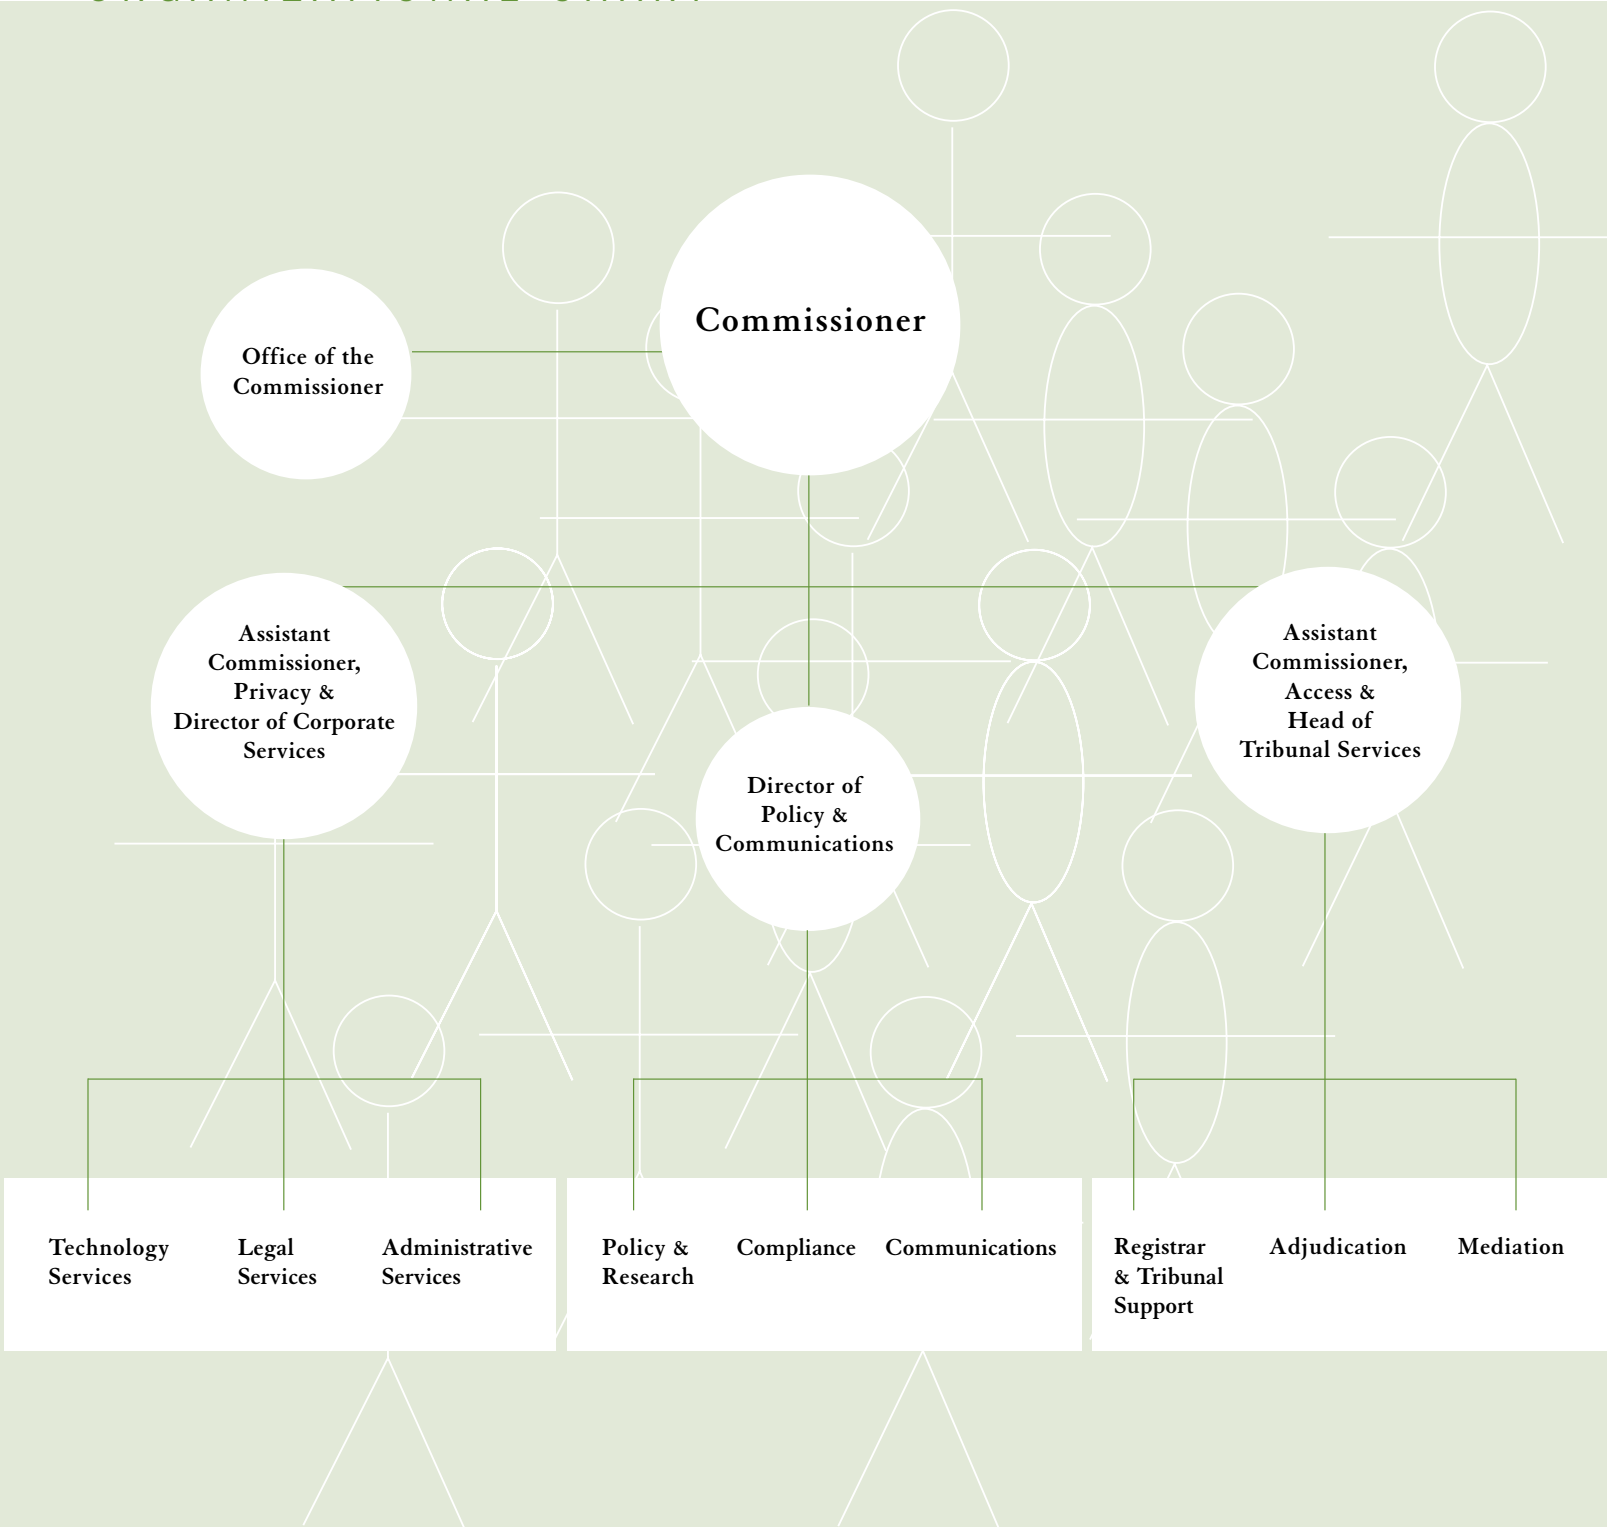 Commissioner
Office of the
Commissioner
Assistant
Commissioner,
Privacy &
Director of Corporate
Services
Director of
Policy &
Communications
Assistant
Commissioner,
Access &
Head of
Tribunal Services
Technology
Services
Legal
Services
Administrative
Services
Policy &
Research
Compliance
Communications
Registrar
& Tribunal
Support
Adjudication
Mediation